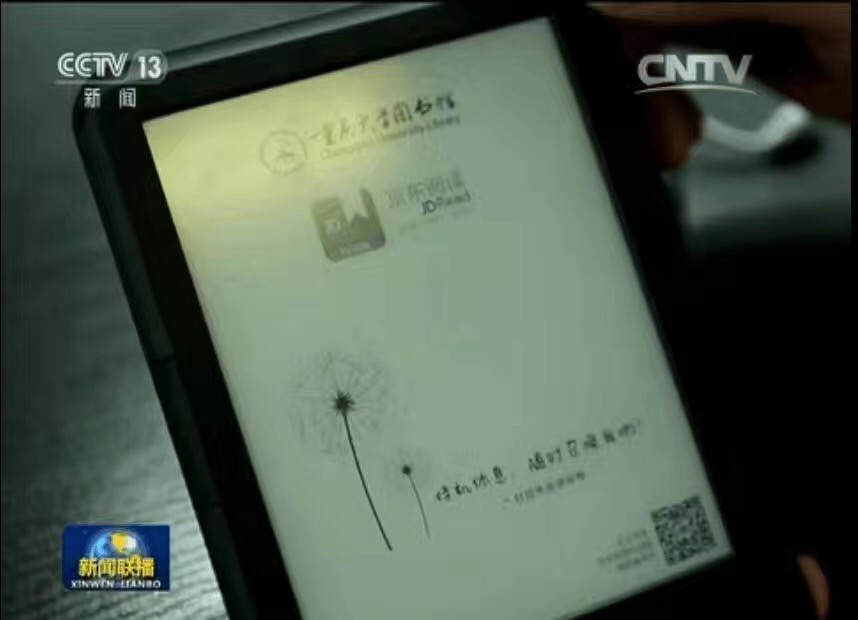 CCTV 13
新闻
CNTV
重庆大学图书馆
Chongqing University Library
京东阅读
JDRead
待机休息，随时召唤我哟！
新闻联播
XINWEN LIANBO